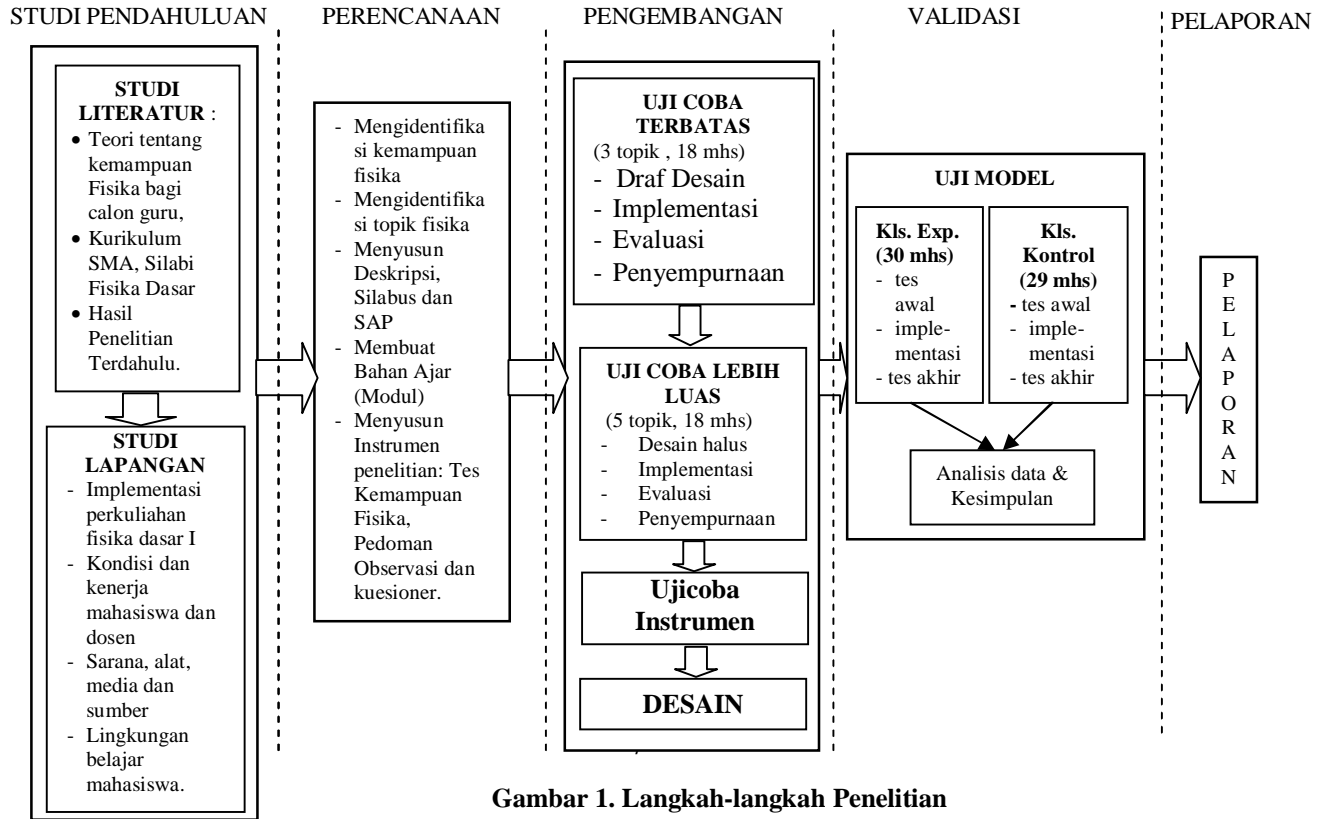 STUDI PENDAHULUAN
PERENCANAAN
PENGEMBANGAN
VALIDASI
PELAPORAN
STUDI
LITERATUR :
• Teori tentang
kemampuan
Fisika bagi
calon guru,
• Kurikulum
SMA, Silabi
Fisika Dasar
• Hasil
Penelitian
Terdahulu.
STUDI
LAPANGAN
- Implementasi
perkuliahan
fisika dasar I
- Kondisi dan
kenerja
mahasiswa dan
dosen
- Sarana, alat,
media dan
sumber
- Lingkungan
belajar
mahasiswa.
- Mengidentifika
si kemampuan
fisika
- Mengidentifika
si topik fisika
- Menyusun
Deskripsi,
Silabus dan
SAP
- Membuat
Bahan Ajar
(Modul)
- Menyusun
Instrumen
penelitian: Tes
Kemampuan
Fisika,
Pedoman
Observasi dan
kuesioner.
UJI COBA
TERBATAS
(3 topik , 18 mhs)
- Draf Desain
- Implementasi
- Evaluasi
- Penyempurnaan
UJI COBA LEBIH
LUAS
(5 topik, 18 mhs)
- Desain halus
- Implementasi
- Evaluasi
- Penyempurnaan
Ujicoba
Instrumen
DESAIN
UJI MODEL
Kls. Exp.
(30 mhs)
- tes
awal
- imple-
mentasi
- tes akhir
Kls.
Kontrol
(29 mhs)
- tes awal
- imple-
mentasi
- tes akhir
Analisis data &
Kesimpulan
P
E
L
A
P
O
R
A
N
Gambar 1. Langkah-langkah Penelitian